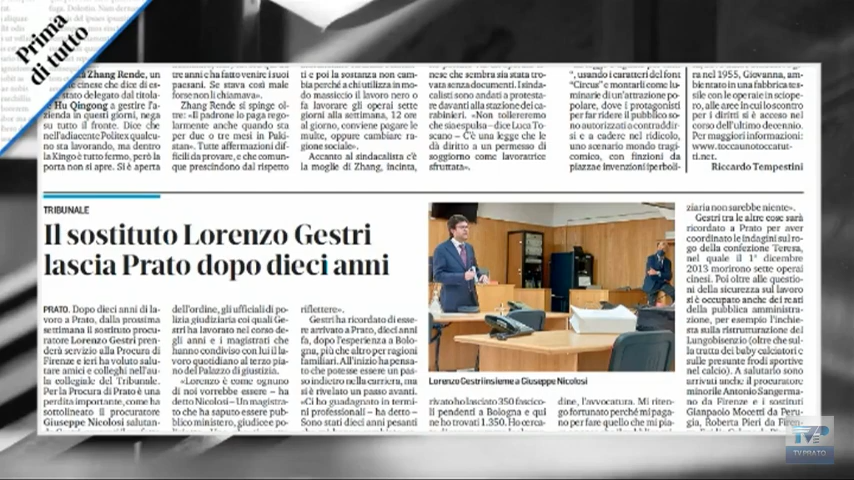 Prima
di tutto
a Zhang Rende, un
cinese che dice di es-
stato delegato dal titola-
Hu Qingong a gestire l'a-
zienda in questi giorni, nega
su tutto il fronte. Dice che
nell'adiacente Politex qualcu-
no sta lavorando, ma dentro
la Kingo è tutto fermo, però la
porta non si apre. Si è aperta
tre anni e ha fatto venire i suoi
paesani. Se stava così male
forse non li chiamava».
Zhang Rende si spinge ol-
tre: «Il padrone lo paga rego-
larmente anche quando sta
per due o tre mesi in Paki-
stan». Tutte affermazioni dif-
ficili da provare, e che comun-
que prescindono dal rispetto
ti e poi la sostanza non cam-
bia perché a chi utilizza in mo-
do massiccio il lavoro nero o
fa lavorare gli operai sette
giorni alla settimana, 12 ore
al giorno, conviene pagare le
multe, oppure cambiare ra-
gione sociale».
Accanto al sindacalista c'è
la moglie di Zhang, incinta,
nese che sembra sia stata tro-
vata senza documenti. I sinda-
calisti sono andati a protesta-
re davanti alla stazione dei ca-
rabinieri. «Non tollereremo
che sia espulsa – dice Luca To-
scano – C'è una legge che le
dà diritto a un permesso di
soggiorno come lavoratrice
sfruttata».
", usando i caratteri del font
"Circus" e montarli come lu-
minarie di un'attrazione po-
polare, dove i protagonisti
per far ridere il pubblico so-
no autorizzati a contraddir-
si e a cadere nel ridicolo,
uno scenario mondo tragi-
comico, con finzioni da
piazza e invenzioni iperboli-
gra nel 1955, Giovanna, am-
bientato in una fabbrica tes-
sile con le operaie in sciope-
ro, alle aree in cui lo scontro
per i diritti si è acceso nel
corso dell'ultimo decennio.
Per maggiori informazioni:
www.toccaunotoccatut-
ti.net.
Riccardo Tempestini
TRIBUNALE
Il sostituto Lorenzo Gestri
lascia Prato dopo dieci anni
PRATO. Dopo dieci anni di la-
voro a Prato, dalla prossima
settimana il sostituto procu-
ratore Lorenzo Gestri pren-
derà servizio alla Procura di
Firenze e ieri ha voluto saluta-
re amici e colleghi nell'au-
la collegiale del Tribunale.
Per la Procura di Prato è una
perdita importante, come ha
sottolineato il procuratore
Giuseppe Nicolosi salutan-
dell'ordine, gli ufficiali di po-
lizia giudiziaria coi quali Ge-
stri ha lavorato nel corso de-
gli anni e i magistrati che
hanno condiviso con lui il la-
voro quotidiano al terzo pia-
no del Palazzo di giustizia.
«Lorenzo è come ognuno
di noi vorrebbe essere – ha
detto Nicolosi – Un magistra-
to che ha saputo essere pub-
blico ministero, giudice e po-
riflettere».
Gestri ha ricordato di esse-
re arrivato a Prato, dieci anni
fa, dopo l'esperienza a Bolo-
gna, più che altro per ragioni
familiari. All'inizio ha pensa-
to che potesse essere un pas-
so indietro nella carriera, ma
si è rivelato un passo avanti.
«Ci ho guadagnato in termi-
ni professionali – ha detto –
Sono stati dieci anni pesanti
Lorenzo Gestri insieme a Giuseppe Nicolosi
rivato ho lasciato 350 fascico-
li pendenti a Bologna e qui
ne ho trovati 1.350. Ho cerca-
dine, l'avvocatura. Mi riten-
go fortunato perché mi paga-
no per fare quello che mi pia-
ziaria non sarebbe niente».
Gestri tra le altre cose sarà
ricordato a Prato per aver
coordinato le indagini sul ro-
go della confezione Teresa,
nel quale il 1° dicembre
2013 morirono sette operai
cinesi. Poi oltre alle questio-
ni della sicurezza sul lavoro
si è occupato anche dei reati
della pubblica amministra-
zione, per esempio l'inchie-
sta sulla ristrutturazione del
Lungobisenzio (oltre che sul-
la tratta dei baby calciatori e
sulle presunte frodi sportive
nel calcio). A salutarlo sono
arrivati anche il procuratore
minorile Antonio Sangerma-
no da Firenze e i sostituti
Gianpaolo Mocetti da Peru-
gia, Roberta Pieri da Firen-
TVP
TV PRATO